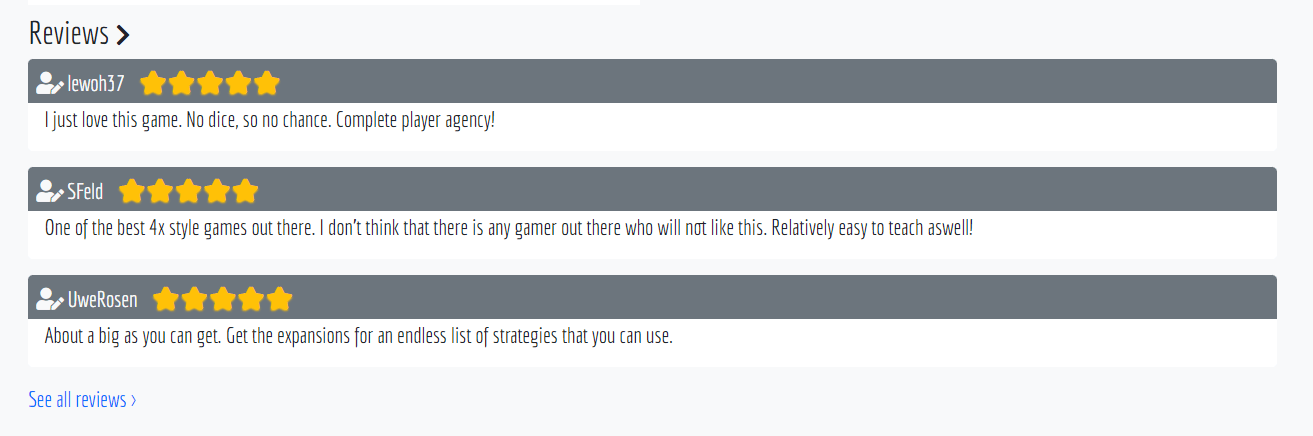 Reviews >
lewoh37
I just love this game. No dice, so no chance. Complete player agency!
SFeld
One of the best 4x style games out there. I don't think that there is any gamer out there who will not like this. Relatively easy to teach aswell!
UweRosen
About a big as you can get. Get the expansions for an endless list of strategies that you can use.
See all reviews ›